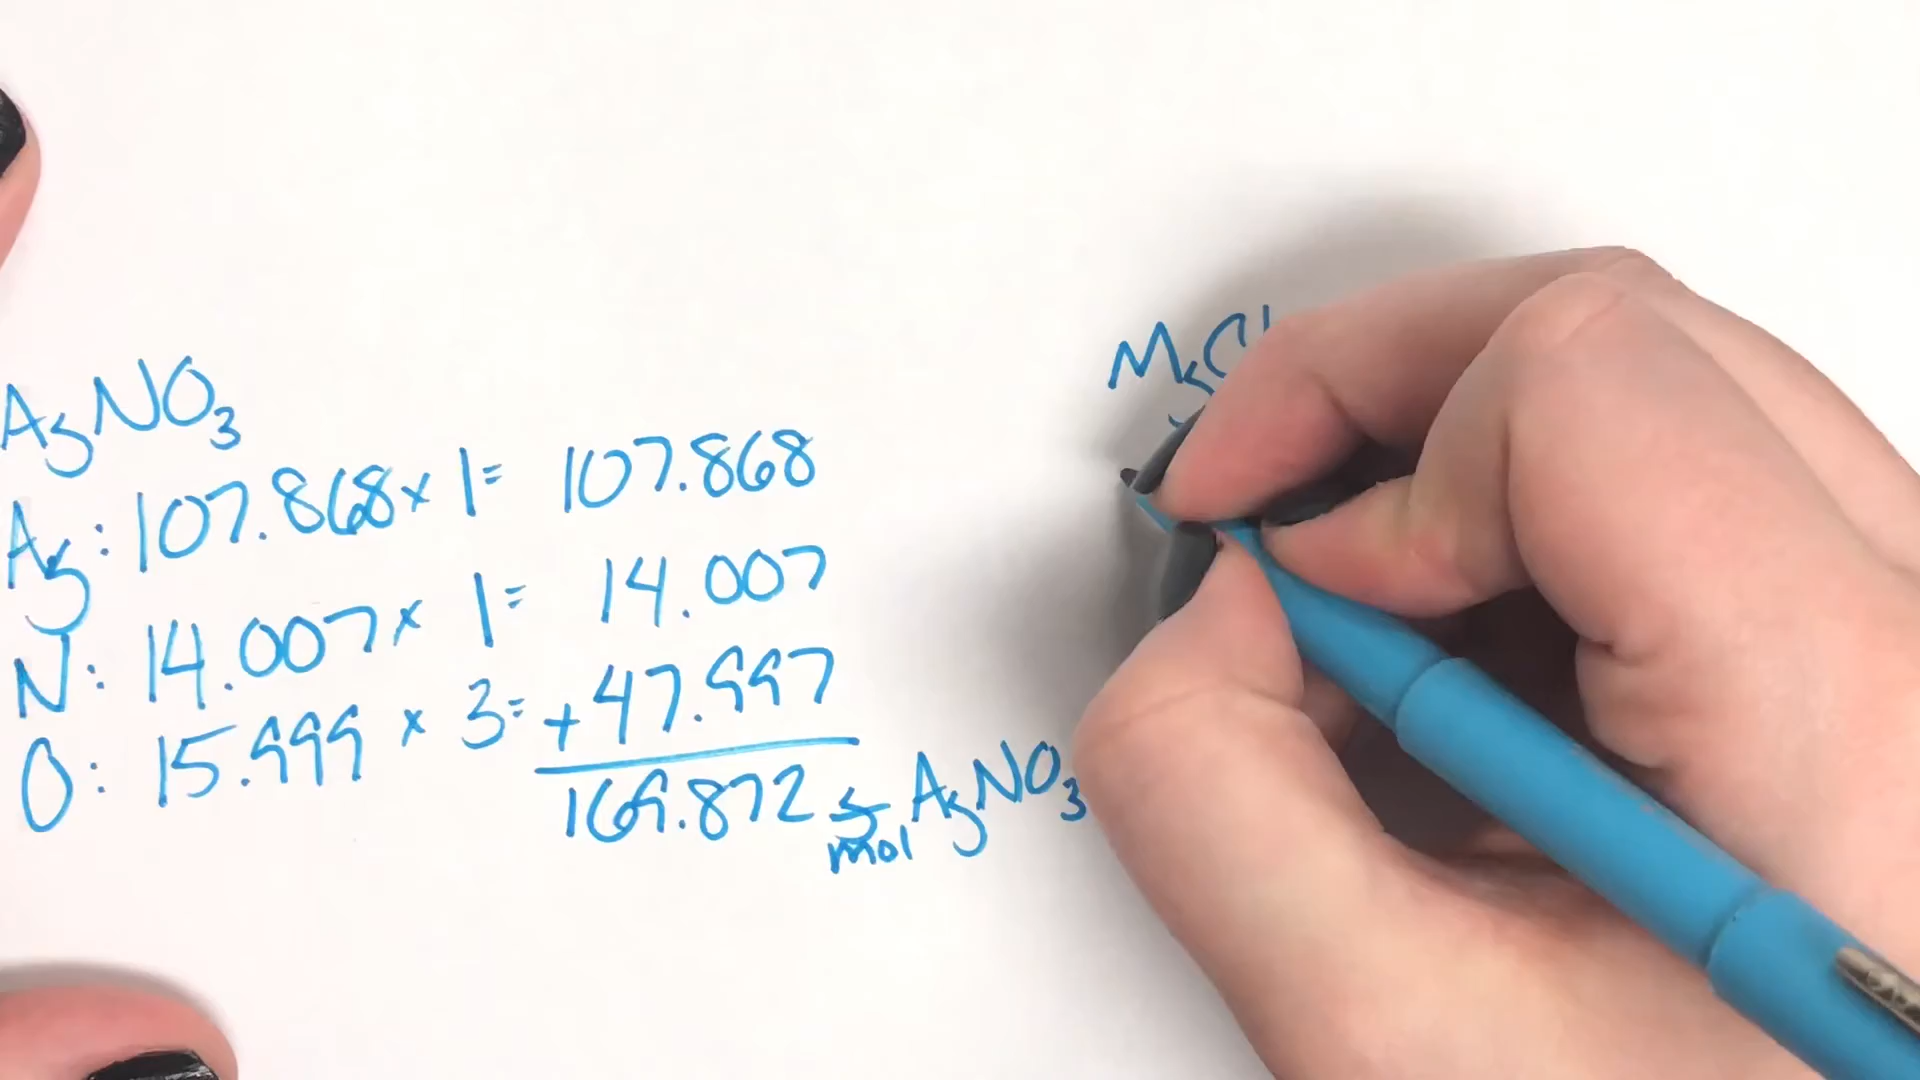 AgNO3
Ag: 107.868 x 1 = 107.868
N: 14.007 x 1 = 14.007
O: 15.999 x 3 = + 47.997
169.872 g/mol AgNO3
MgCl